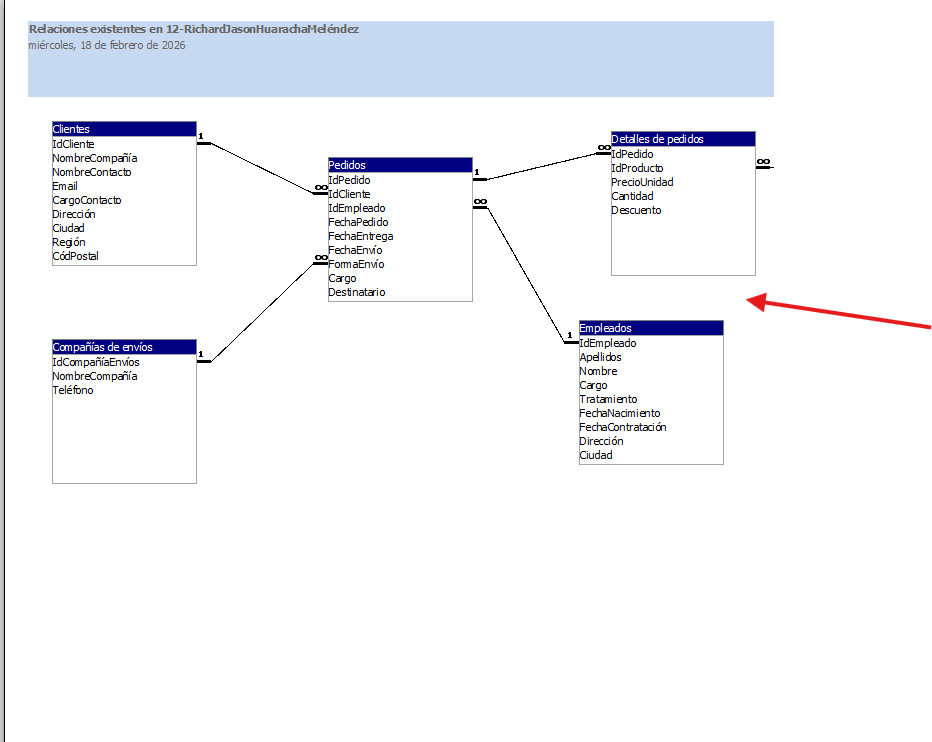 Relaciones existentes en 12-RichardJasonHuarachaMeléndez
miércoles, 18 de febrero de 2026
Clientes
IdCliente
NombreCompañía
NombreContacto
Email
CargoContacto
Dirección
Ciudad
Región
CódPostal
1
∞
Pedidos
IdPedido
IdCliente
IdEmpleado
FechaPedido
FechaEntrega
FechaEnvío
FormaEnvío
Cargo
Destinatario
∞
1
∞
Detalles de pedidos
IdPedido
IdProducto
PrecioUnidad
Cantidad
Descuento
∞
∞
Compañías de envíos
IdCompañíaEnvíos
NombreCompañía
Teléfono
1
Empleados
IdEmpleado
Apellidos
Nombre
Cargo
Tratamiento
FechaNacimiento
FechaContratación
Dirección
Ciudad
1